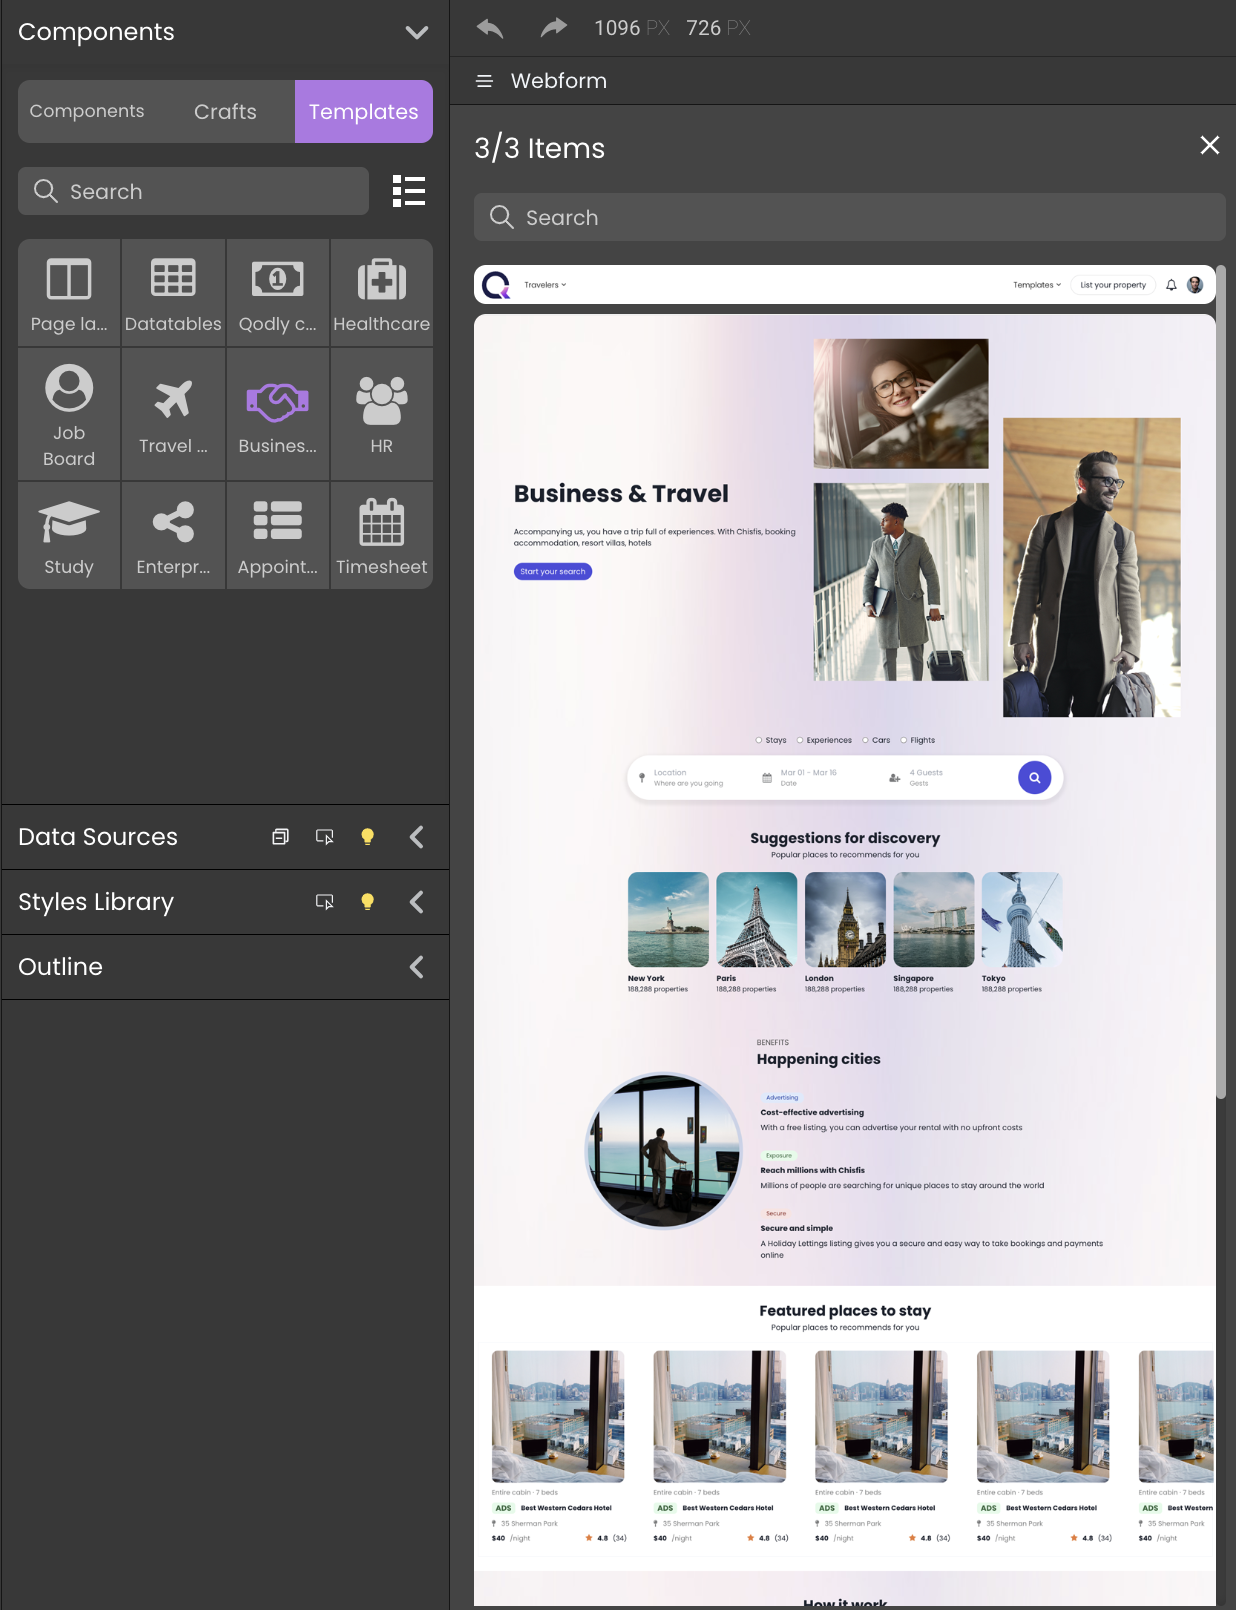 Components
Components
Crafts
Templates
Search
Page la...
Datatables
Qodly c...
Healthcare
Job
Board
Travel ...
Busines...
HR
Study
Enterpr...
Appoint...
Timesheet
Data Sources
Styles Library
Outline
1096 PX 726 PX
Webform
3/3 Items
Search
Travelers
Templates
List your property
Business & Travel
Accompanying us, you have a trip full of experiences. With Chisfis, booking
accommodation, resort villas, hotels
Start your search
Stays
Experiences
Cars
Flights
Location
Where are you going
Mar 01 - Mar 16
Date
4 Guests
Gests
Suggestions for discovery
Popular places to recommends for you
New York
188,288 properties
Paris
188,288 properties
London
188,288 properties
Singapore
188,288 properties
Tokyo
188,288 properties
BENEFITS
Happening cities
Advertising
Cost-effective advertising
With a free listing, you can advertise your rental with no upfront costs
Exposure
Reach millions with Chisfis
Millions of people are searching for unique places to stay around the world
Secure
Secure and simple
A Holiday Lettings listing gives you a secure and easy way to take bookings and payments
online
Featured places to stay
Popular places to recommends for you
Entire cabin · 7 beds
ADS Best Western Cedars Hotel
35 Sherman Park
$40 /night 4.8 (34)
Entire cabin · 7 beds
ADS Best Western Cedars Hotel
35 Sherman Park
$40 /night 4.8 (34)
Entire cabin · 7 beds
ADS Best Western Cedars Hotel
35 Sherman Park
$40 /night 4.8 (34)
Entire cabin · 7 beds
ADS Best Western Cedars Hotel
35 Sherman Park
$40 /night 4.8 (34)
Entire cabin · 7 beds
ADS Best Western
35 Sherman Park
$40 /night
How it work